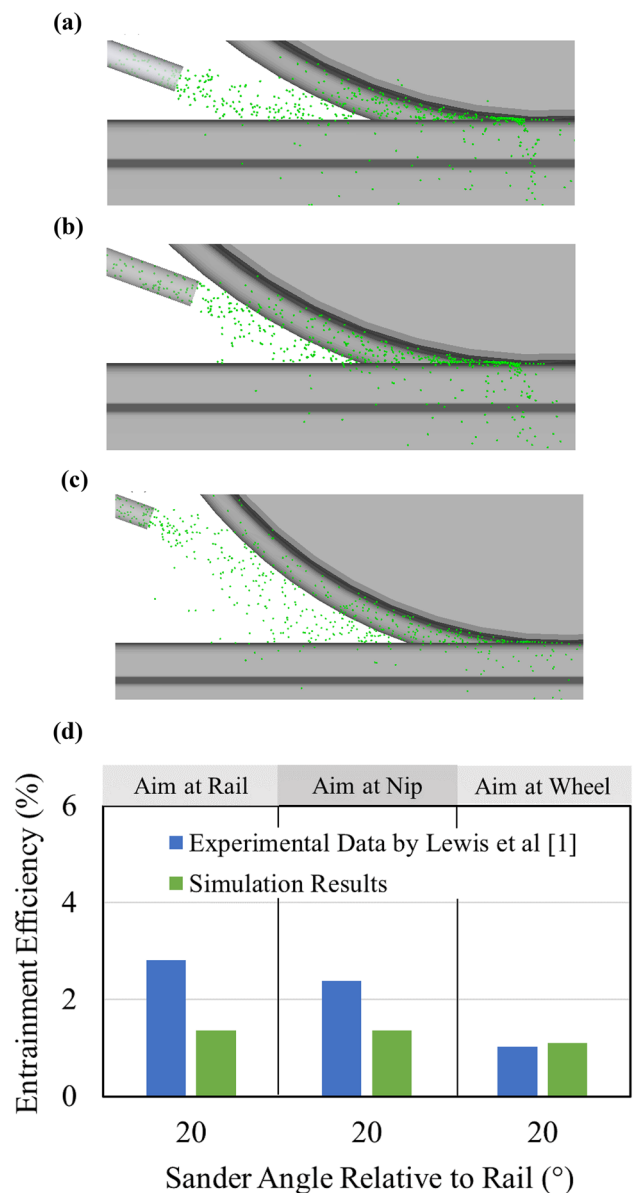 (a)
(b)
(c)
(d)
Aim at Rail Aim at Nip Aim at Wheel
6
Experimental Data by Lewis et al [1]
Simulation Results
4
2
0
Entrainment Efficiency (%)
20 20 20
Sander Angle Relative to Rail (°)